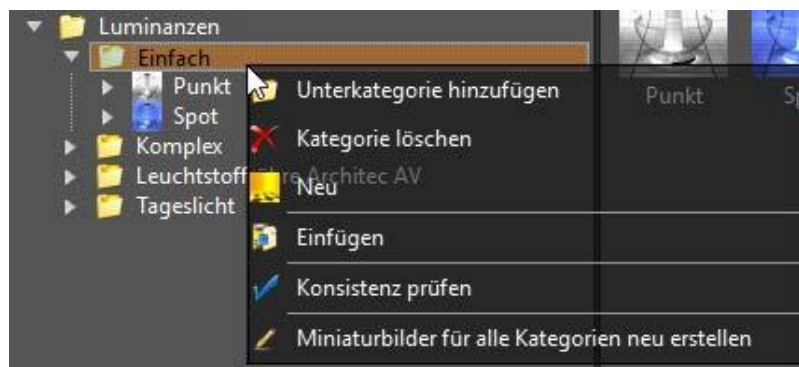 Luminanzen
Einfach
Punkt
Spot
Komplex
Leuchtstoffröhre Architec AV
Tageslicht
Unterkategorie hinzufügen
Kategorie löschen
Neu
Einfügen
Konsistenz prüfen
Miniaturbilder für alle Kategorien neu erstellen
Punkt